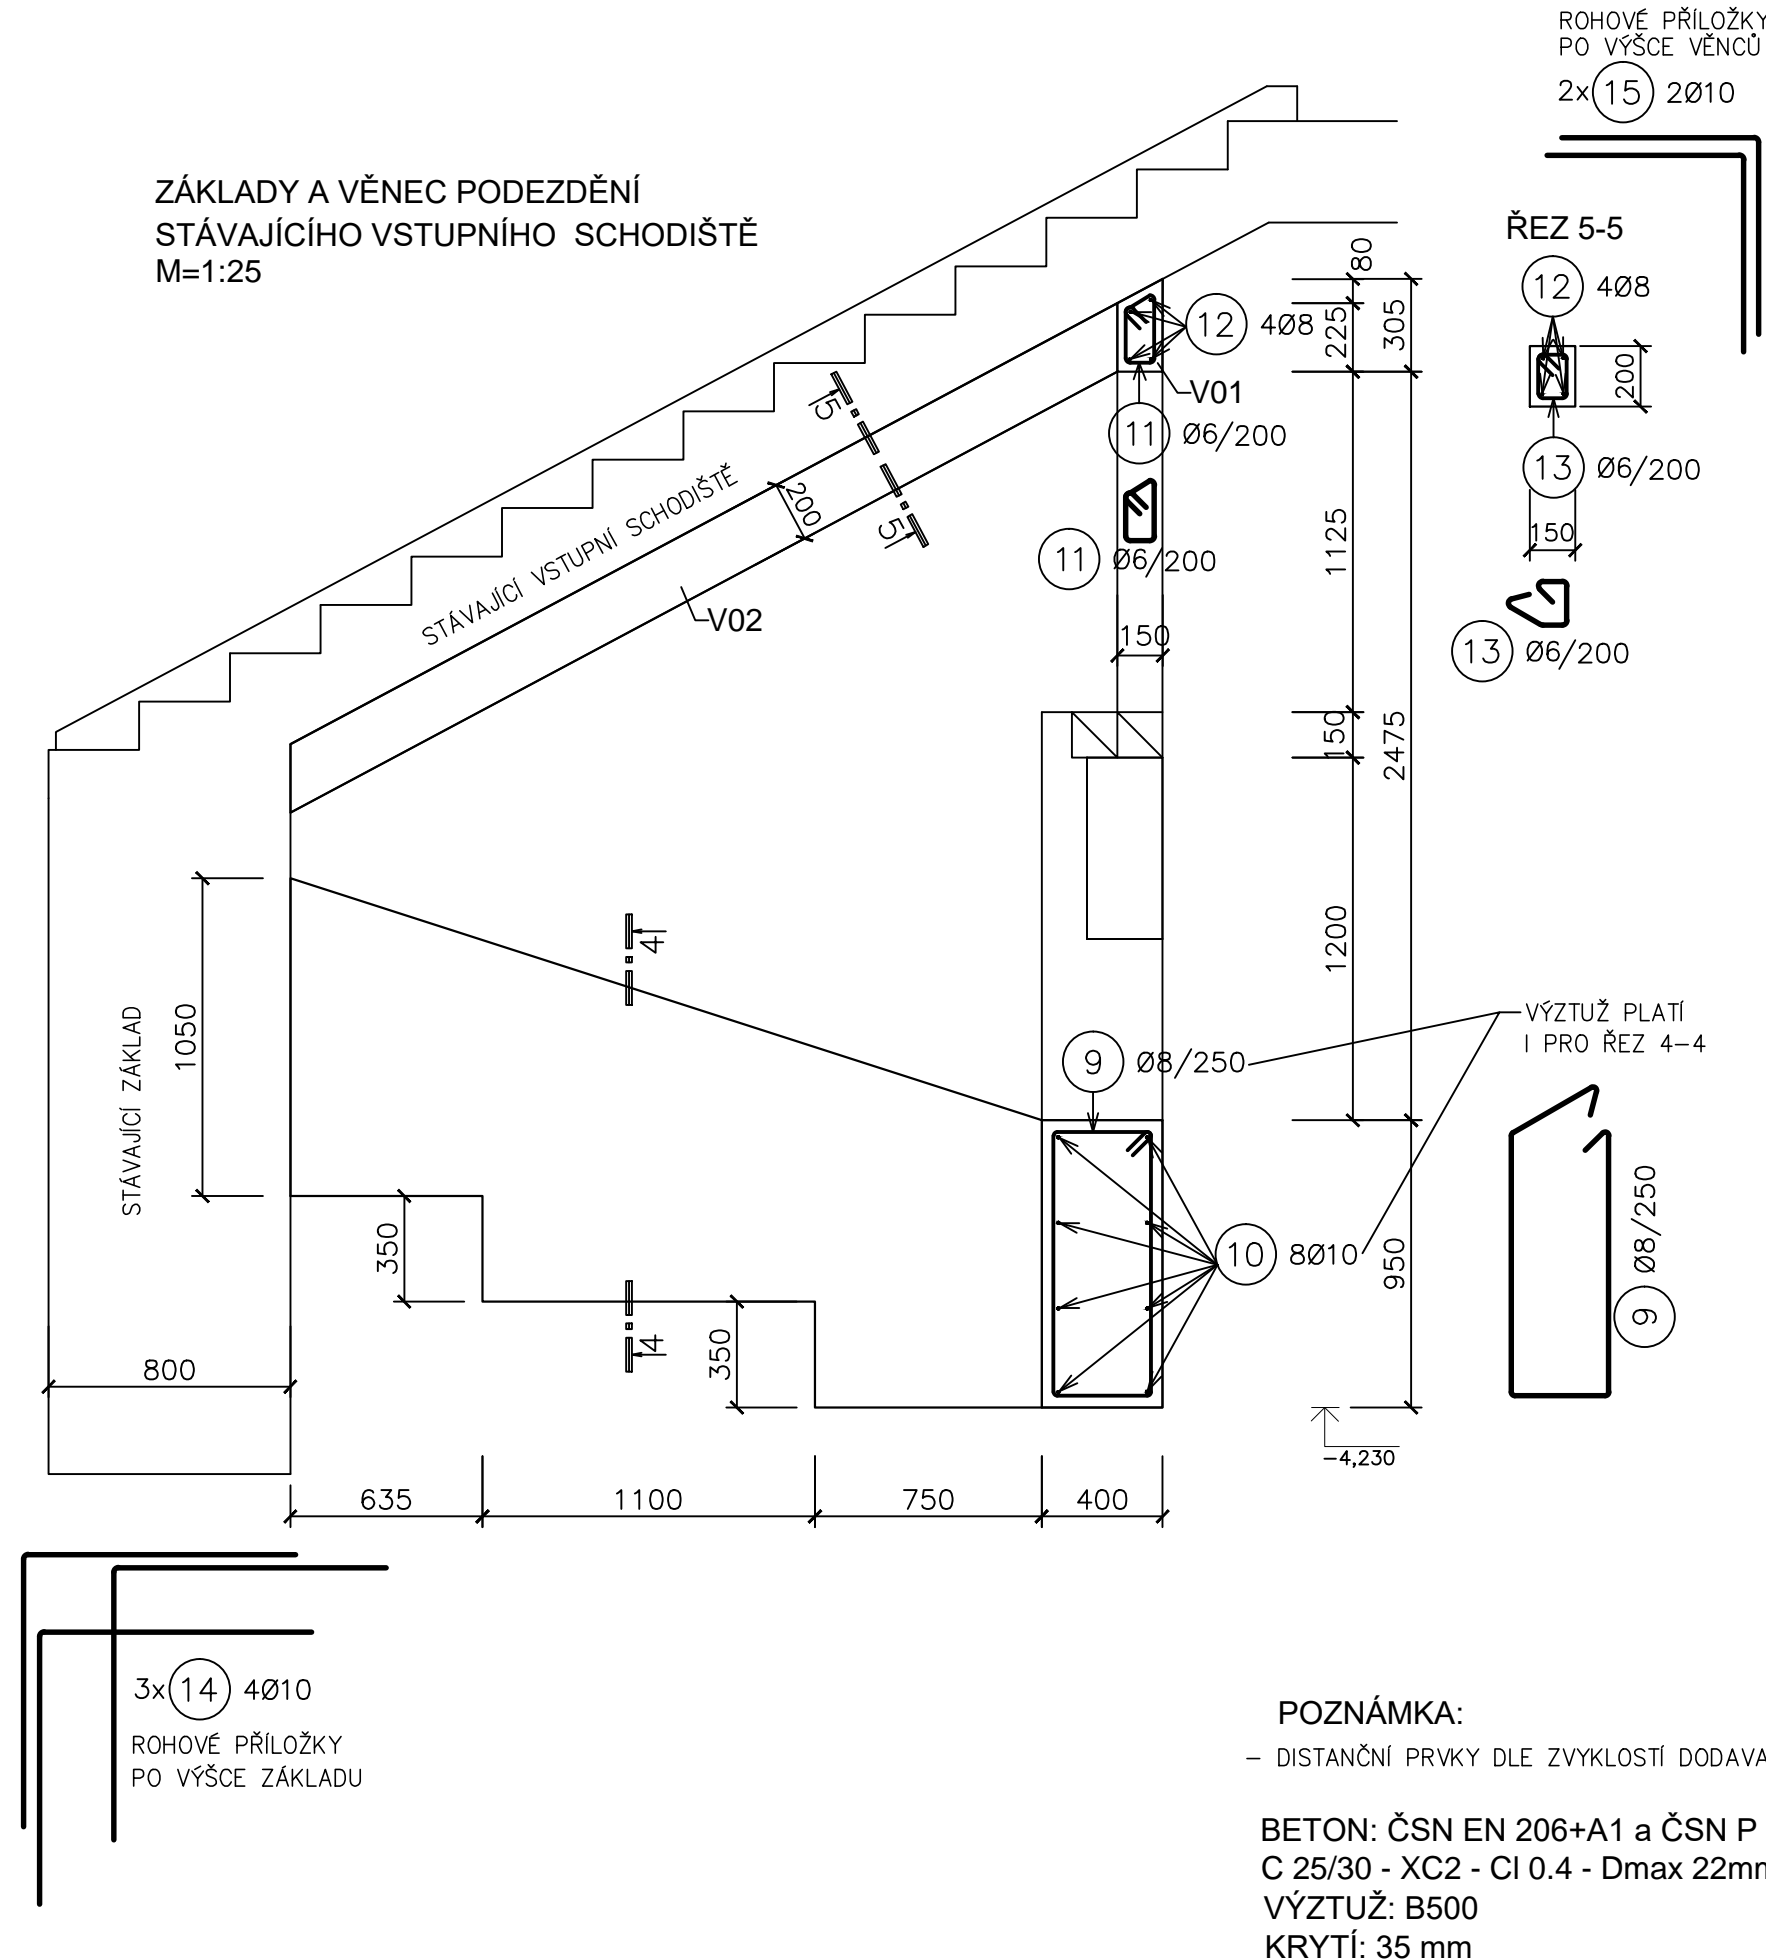 ROHOVÉ PŘÍLOŽKY
PO VÝŠCE VĚNCŮ
2x 15 2Ø10
ZÁKLADY A VĚNEC PODEZDĚNÍ
STÁVAJÍCÍHO VSTUPNÍHO SCHODIŠTĚ
M=1:25
ŘEZ 5-5
12 4Ø8
200
13 Ø6/200
150
13 Ø6/200
80
225
305
12 4Ø8
V01
11 Ø6/200
11 Ø6/200
1125
150
150
2475
1200
5
5
200
STÁVAJÍCÍ VSTUPNÍ SCHODIŠTĚ
V02
4
4
STÁVAJÍCÍ ZÁKLAD
1050
350
350
800
9 Ø8/250
VÝZTUŽ PLATÍ
I PRO ŘEZ 4-4
10 8Ø10
950
9 Ø8/250
-4,230
635
1100
750
400
3x 14 4Ø10
ROHOVÉ PŘÍLOŽKY
PO VÝŠCE ZÁKLADU
POZNÁMKA:
- DISTANČNÍ PRVKY DLE ZVYKLOSTÍ DODAVA
BETON: ČSN EN 206+A1 a ČSN P
C 25/30 - XC2 - Cl 0.4 - Dmax 22mm
VÝZTUŽ: B500
KRYTÍ: 35 mm